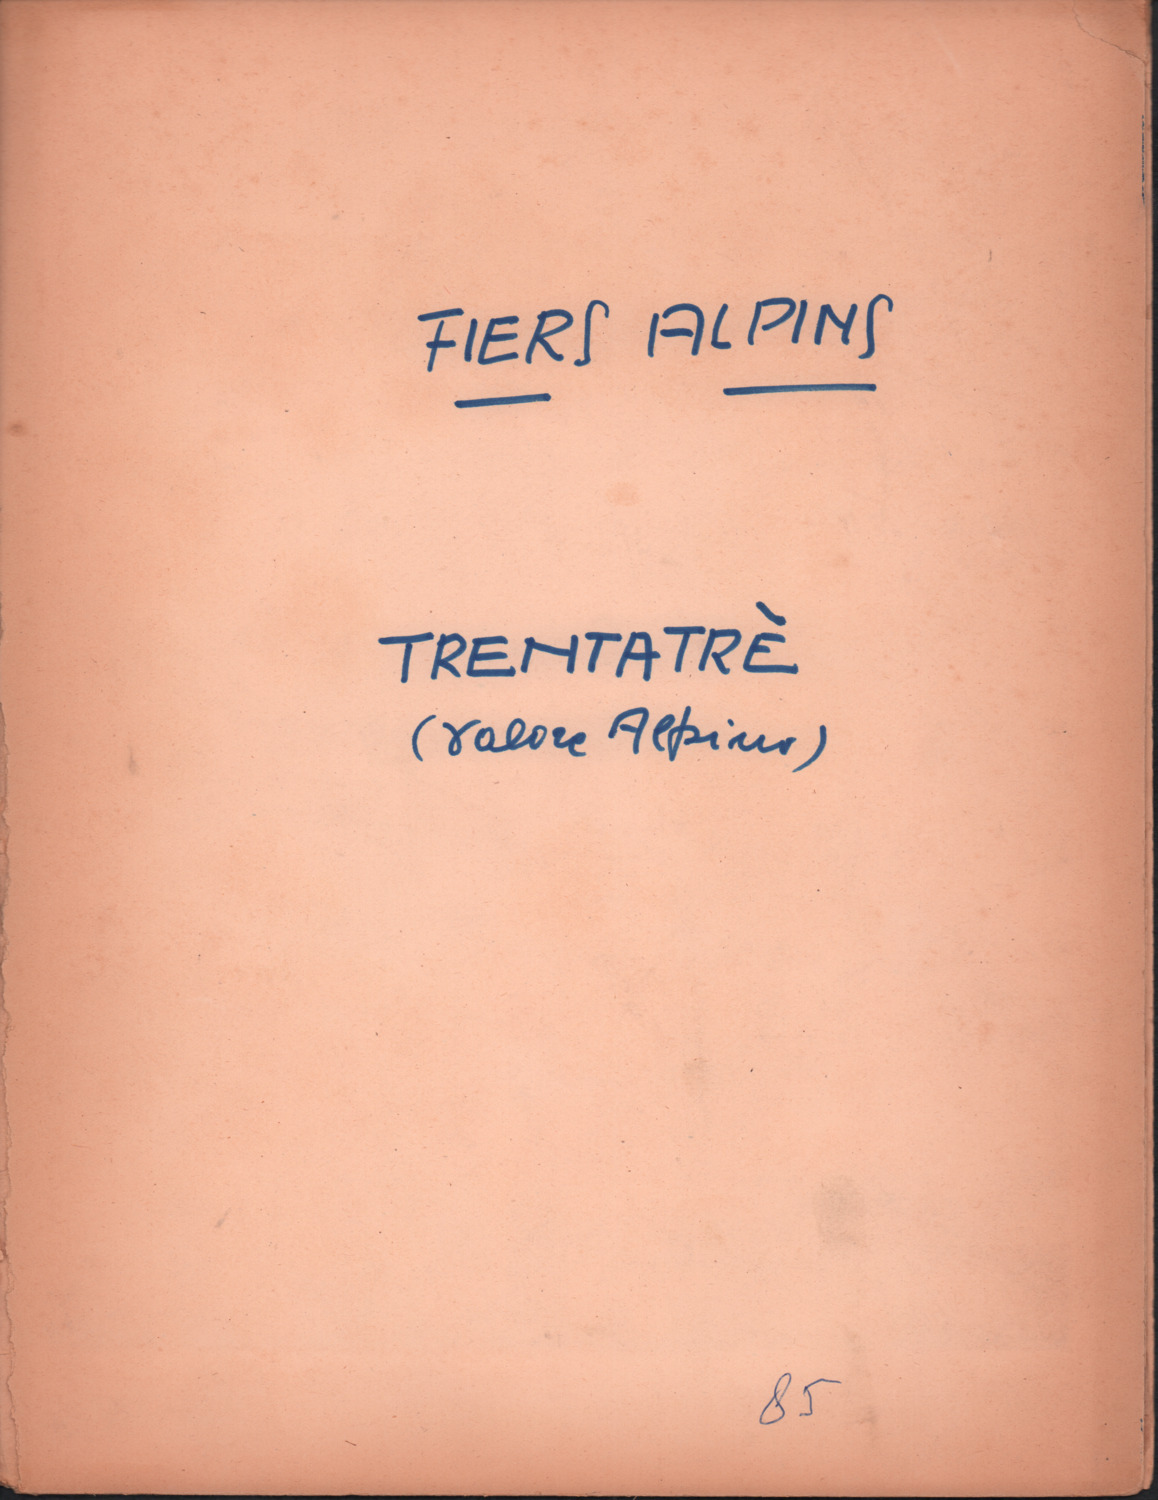 FIERS ALPINS
TRENTATRÈ
(Valore Alpino)
85